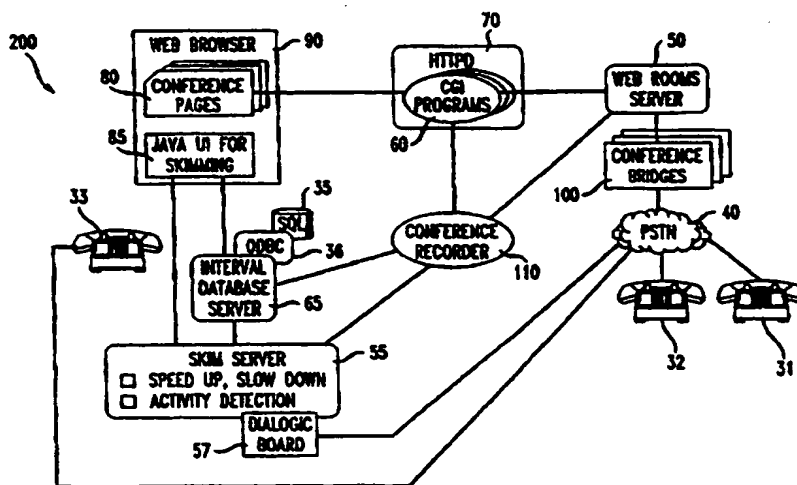 200
WEB BROWSER
90
70
80
CONFERENCE
PAGES
HTTPD
CGI
PROGRAMS
60
50
WEB ROOMS
SERVER
85
JAVA UI FOR
SKIMMING
CONFERENCE
BRIDGES
100
33
35
SQL
ODBC
36
CONFERENCE
RECORDER
110
40
PSTN
INTERVAL
DATABASE
SERVER
65
32
31
SKIM SERVER
55
SPEED UP, SLOW DOWN
ACTIVITY DETECTION
DIALOGIC
BOARD
57